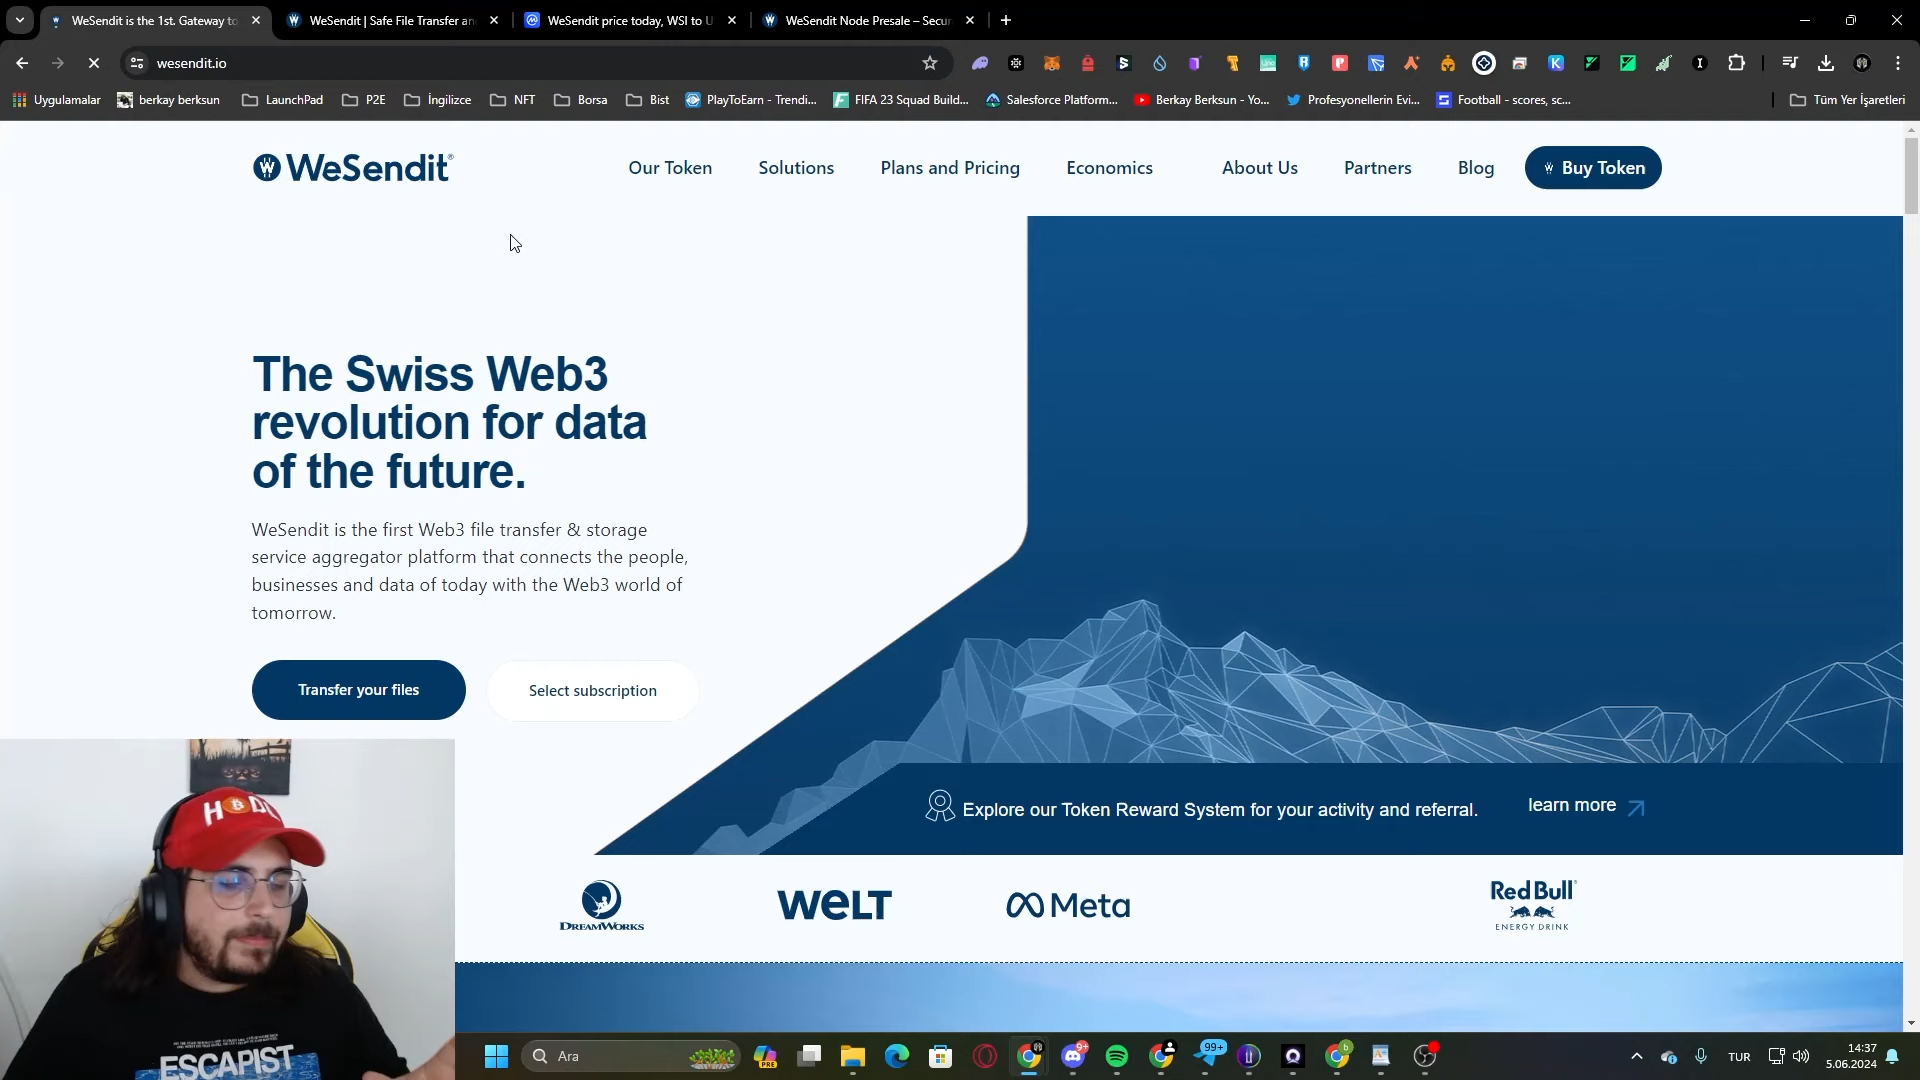 WeSendit is the 1st. Gateway to
WeSendit | Safe File Transfer an
WeSendit price today, WSI to U
WeSendit Node Presale – Secur
wesendit.io
Uygulamalar
berkay berksun
LaunchPad
P2E
İngilizce
NFT
Borsa
Bist
PlayToEarn - Trendi...
FIFA 23 Squad Build...
Salesforce Platform...
Berkay Berksun - Yo...
Profesyonellerin Evi...
Football - scores, sc...
Tüm Yer İşaretleri
WeSendit®
Our Token
Solutions
Plans and Pricing
Economics
About Us
Partners
Blog
Buy Token
The Swiss Web3
revolution for data
of the future.
WeSendit is the first Web3 file transfer & storage
service aggregator platform that connects the people,
businesses and data of today with the Web3 world of
tomorrow.
Transfer your files
Select subscription
Explore our Token Reward System for your activity and referral.
learn more
DREAMWORKS
WELT
Meta
Red Bull®
ENERGY DRINK
ESCAPIST
Ara
PRE
9+
99+
TUR
14:37
5.06.2024